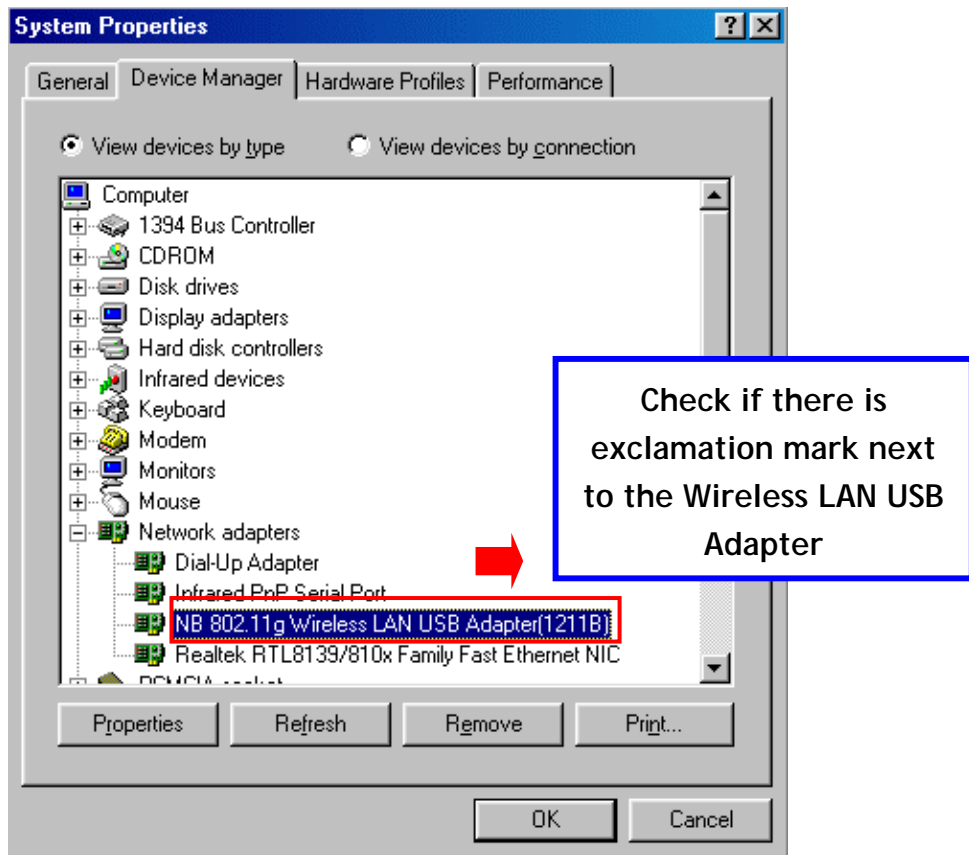 System Properties
General Device Manager Hardware Profiles Performance
View devices by type View devices by connection
Computer
1394 Bus Controller
CDROM
Disk drives
Display adapters
Hard disk controllers
Infrared devices
Keyboard
Modem
Monitors
Mouse
Network adapters
Dial-Up Adapter
Infrared PnP Serial Port
NB 802.11g Wireless LAN USB Adapter(1211B)
Realtek RTL8139/810x Family Fast Ethernet NIC
PCMCIA socket
Check if there is
exclamation mark next
to the Wireless LAN USB
Adapter
Properties Refresh Remove Print...
OK Cancel